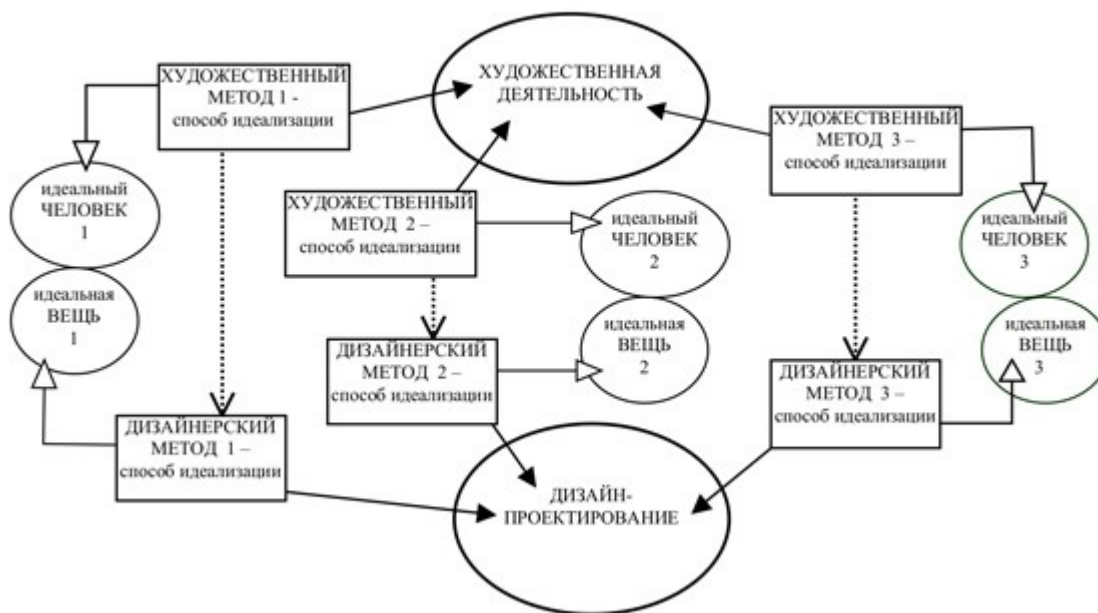 ХУДОЖЕСТВЕННЫЙ
МЕТОД 1 -
способ идеализации
ХУДОЖЕСТВЕННАЯ
ДЕЯТЕЛЬНОСТЬ
ХУДОЖЕСТВЕННЫЙ
МЕТОД 3 –
способ идеализации
идеальный
ЧЕЛОВЕК
1
ХУДОЖЕСТВЕННЫЙ
МЕТОД 2 –
способ идеализации
идеальный
ЧЕЛОВЕК
2
идеальный
ЧЕЛОВЕК
3
идеальная
ВЕЩЬ
1
ДИЗАЙНЕРСКИЙ
МЕТОД 2 –
способ идеализации
идеальная
ВЕЩЬ
2
идеальная
ВЕЩЬ
3
ДИЗАЙНЕРСКИЙ
МЕТОД 3 –
способ идеализации
ДИЗАЙНЕРСКИЙ
МЕТОД 1 –
способ идеализации
ДИЗАЙН-
ПРОЕКТИРОВАНИЕ